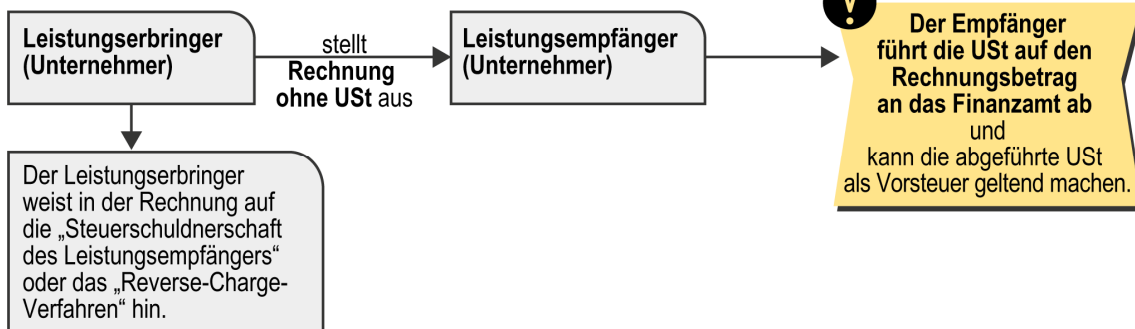 Leistungserbringer
(Unternehmer)
stellt
Rechnung
ohne USt aus
Leistungsempfänger
(Unternehmer)
!
Der Empfänger
führt die USt auf den
Rechnungsbetrag
an das Finanzamt ab
und
kann die abgeführte USt
als Vorsteuer geltend machen.
Der Leistungserbringer
weist in der Rechnung auf
die „Steuerschuldnerschaft
des Leistungsempfängers“
oder das „Reverse-Charge-
Verfahren“ hin.